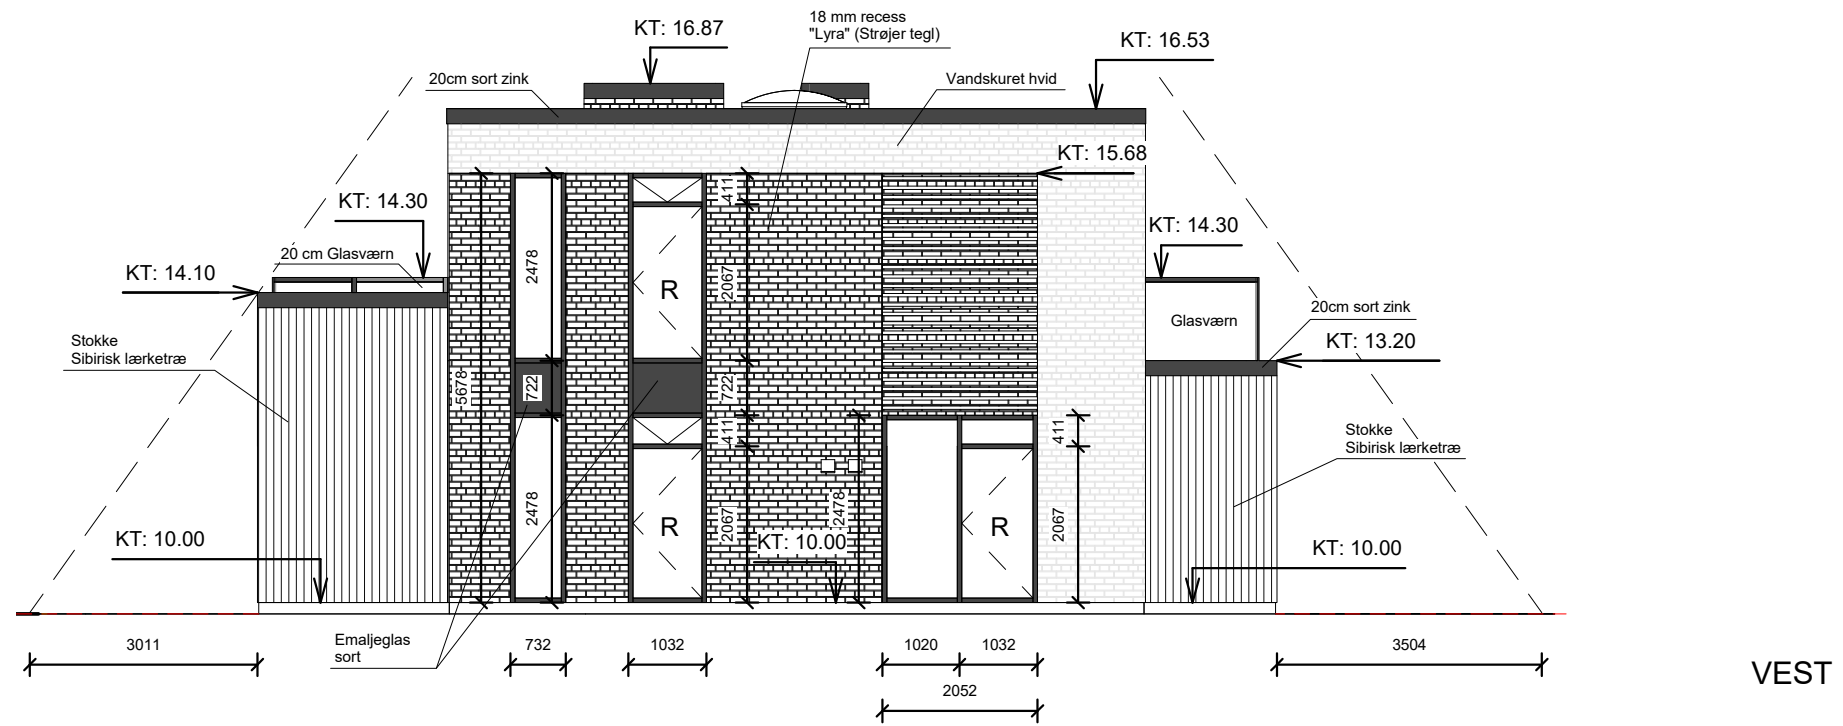 18 mm recess
"Lyra" (Strøjer tegl)
KT: 16.87
KT: 16.53
20cm sort zink
Vandskuret hvid
KT: 15.68
411
KT: 14.30
KT: 14.30
20 cm Glasværn
2478
2067
KT: 14.10
R
20cm sort zink
Glasværn
Stokke
Sibirisk lærketræ
KT: 13.20
5678
722
722
411
411
Stokke
Sibirisk lærketræ
2478
2067
2478
2067
R
R
KT: 10.00
KT: 10.00
KT: 10.00
3011
Emaljeglas
sort
732
1032
1020
1032
3504
2052
VEST